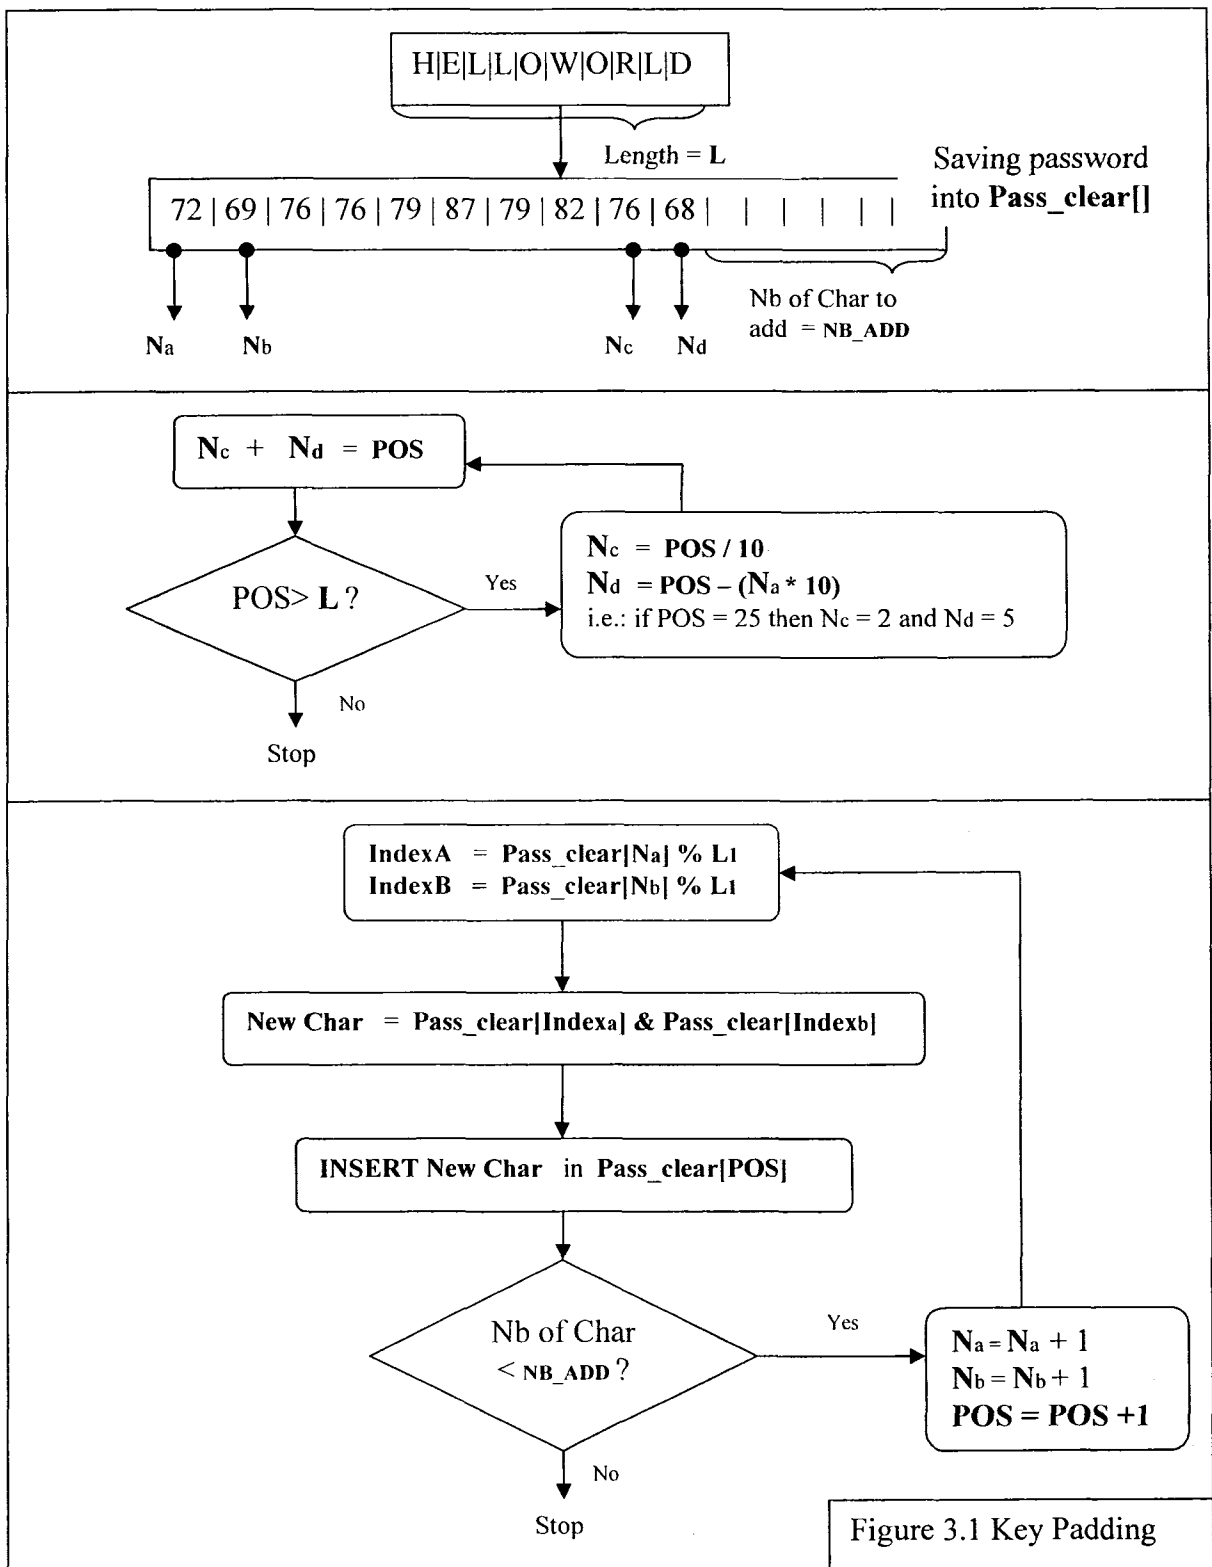 H|E|L|L|O|W|O|R|L|D
Length = L
Saving password
into Pass_clear[]
72 | 69 | 76 | 76 | 79 | 87 | 79 | 82 | 76 | 68 | | | | | |
Nb of Char to
add = NB_ADD
Na Nb Nc Nd
Nc + Nd = POS
Nc = POS / 10
Nd = POS – (Na * 10)
i.e.: if POS = 25 then Nc = 2 and Nd = 5
POS> L ?
Yes
No
Stop
IndexA = Pass_clear[Na] % L1
IndexB = Pass_clear[Nb] % L1
New Char = Pass_clear[Indexa] & Pass_clear[Indexb]
INSERT New Char in Pass_clear[POS]
Nb of Char
< NB_ADD ?
Yes
Na = Na + 1
Nb = Nb + 1
POS = POS +1
No
Stop
Figure 3.1 Key Padding